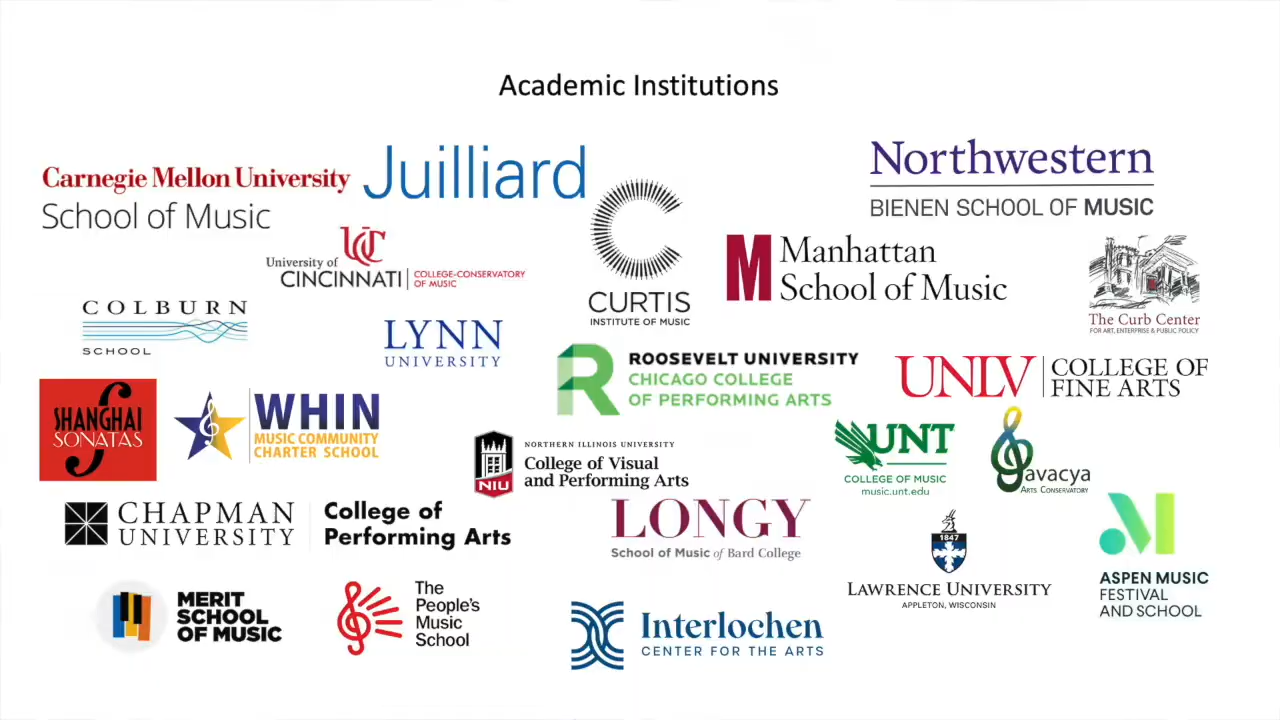 Academic Institutions
Carnegie Mellon University
School of Music
Juilliard
Northwestern
BIENEN SCHOOL OF MUSIC
UCC
University of
CINCINNATI
COLLEGE-CONSERVATORY
OF MUSIC
CURTIS
INSTITUTE OF MUSIC
M
Manhattan
School of Music
The Curb Center
FOR ART, ENTERPRISE & PUBLIC POLICY
COLBURN
SCHOOL
LYNN
UNIVERSITY
R
ROOSEVELT UNIVERSITY
CHICAGO COLLEGE
OF PERFORMING ARTS
UNLV
COLLEGE OF
FINE ARTS
SHANGHAI
SONATAS
WHIN
MUSIC COMMUNITY
CHARTER SCHOOL
NIU
NORTHERN ILLINOIS UNIVERSITY
College of Visual
and Performing Arts
UNT
COLLEGE OF MUSIC
music.unt.edu
avacya
ARTS CONSERVATORY
CHAPMAN
UNIVERSITY
College of
Performing Arts
LONGY
School of Music of Bard College
1847
LAWRENCE UNIVERSITY
APPLETON, WISCONSIN
ASPEN MUSIC
FESTIVAL
AND SCHOOL
MERIT
SCHOOL
OF MUSIC
The
People's
Music
School
Interlochen
CENTER FOR THE ARTS